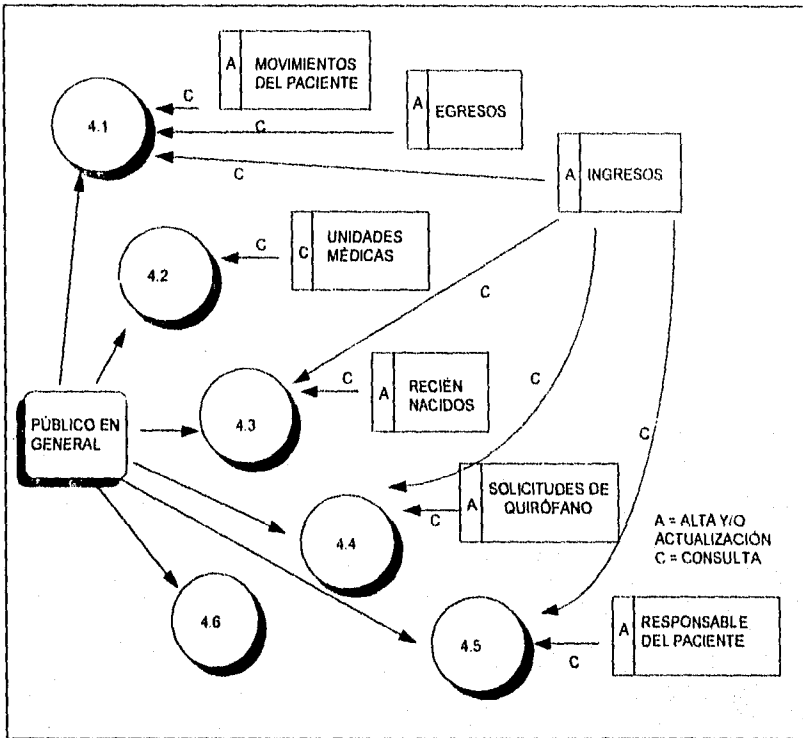 A
MOVIMIENTOS
DEL PACIENTE
C
4.1
A
EGRESOS
C
A
INGRESOS
C
C
UNIDADES
MÉDICAS
C
4.2
C
A
RECIÉN
NACIDOS
C
4.3
PÚBLICO EN
GENERAL
C
C
A
SOLICITUDES DE
QUIRÓFANO
C
4.4
A = ALTA Y/O
ACTUALIZACIÓN
C = CONSULTA
4.6
4.5
A
RESPONSABLE
DEL PACIENTE
C